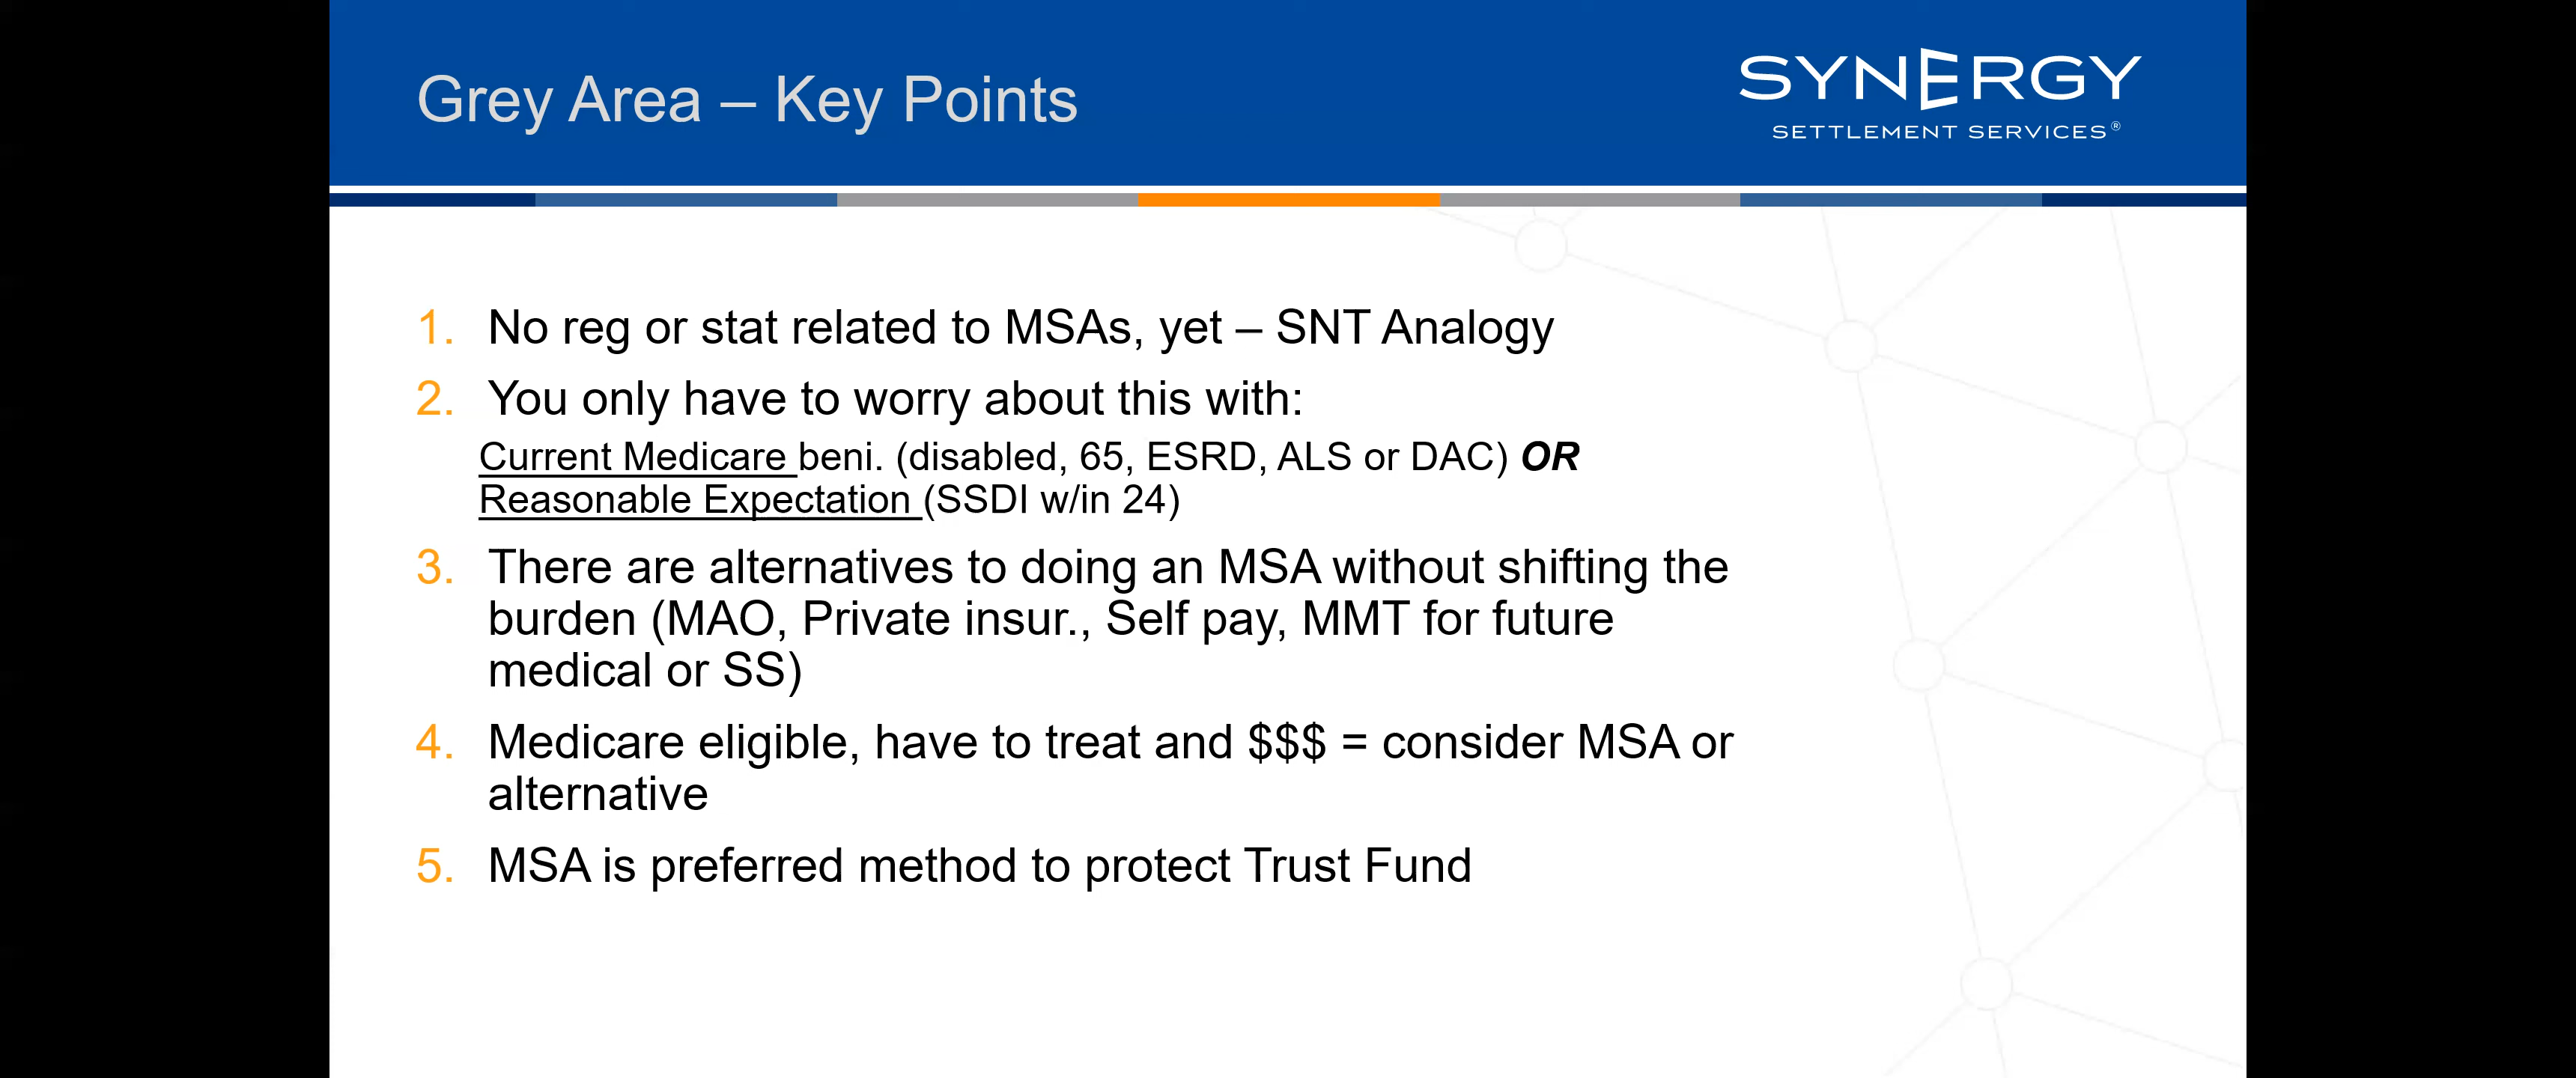 Grey Area – Key Points
SYNERGY
SETTLEMENT SERVICES®
1. No reg or stat related to MSAs, yet – SNT Analogy
2. You only have to worry about this with:
Current Medicare beni. (disabled, 65, ESRD, ALS or DAC) OR
Reasonable Expectation (SSDI w/in 24)
3. There are alternatives to doing an MSA without shifting the
burden (MAO, Private insur., Self pay, MMT for future
medical or SS)
4. Medicare eligible, have to treat and $$$ = consider MSA or
alternative
5. MSA is preferred method to protect Trust Fund